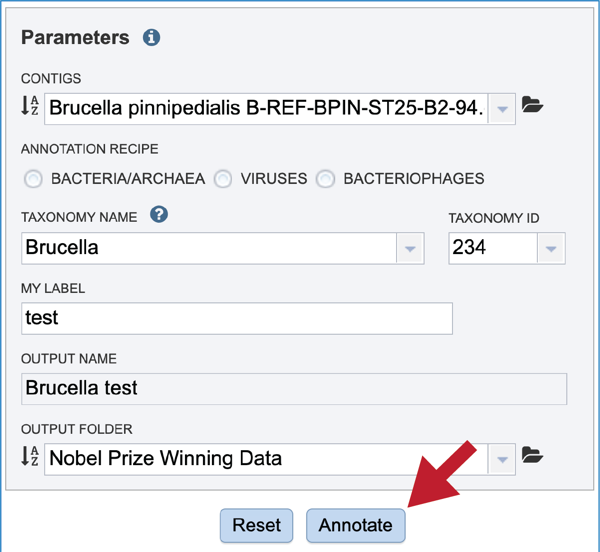 Parameters
CONTIGS
Brucella pinnipedialis B-REF-BPIN-ST25-B2-94.
ANNOTATION RECIPE
BACTERIA/ARCHAEA VIRUSES BACTERIOPHAGES
TAXONOMY NAME TAXONOMY ID
Brucella 234
MY LABEL
test
OUTPUT NAME
Brucella test
OUTPUT FOLDER
Nobel Prize Winning Data
Reset Annotate